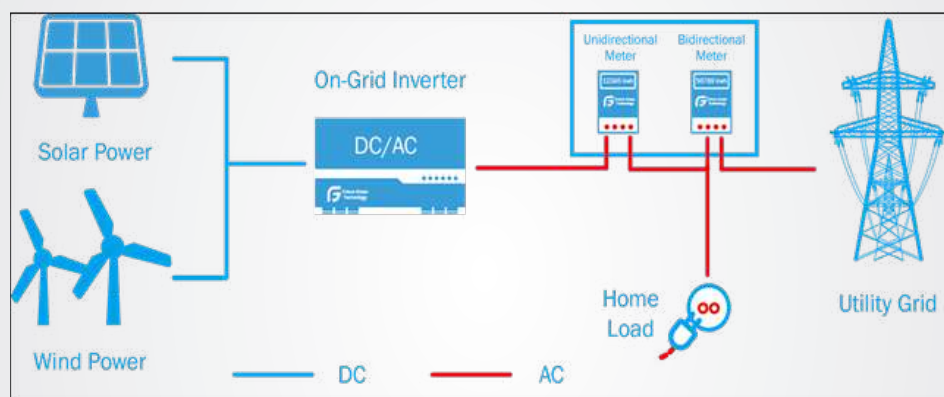 Unidirectional
Meter
Bidirectional
Meter
On-Grid Inverter
DC/AC
Solar Power
Home
Load
Utility Grid
Wind Power
DC
AC